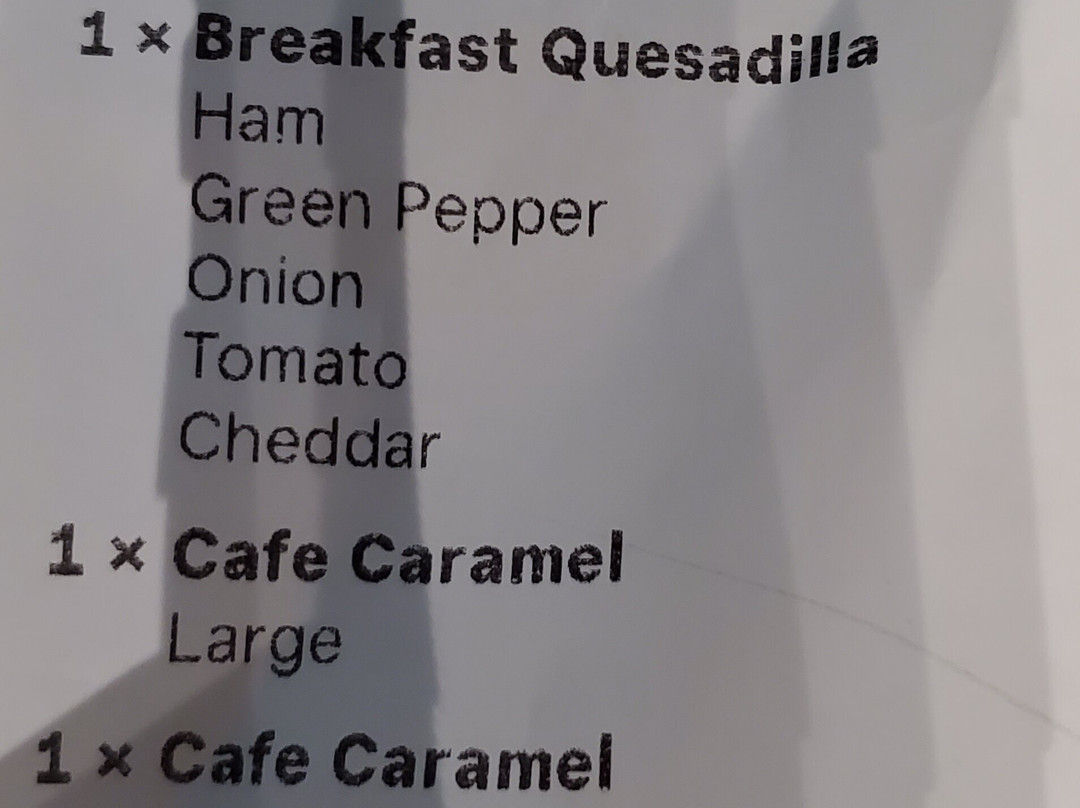 1 × Breakfast Quesadilla
Ham
Green Pepper
Onion
Tomato
Cheddar
1 × Cafe Caramel
Large
1 × Cafe Caramel